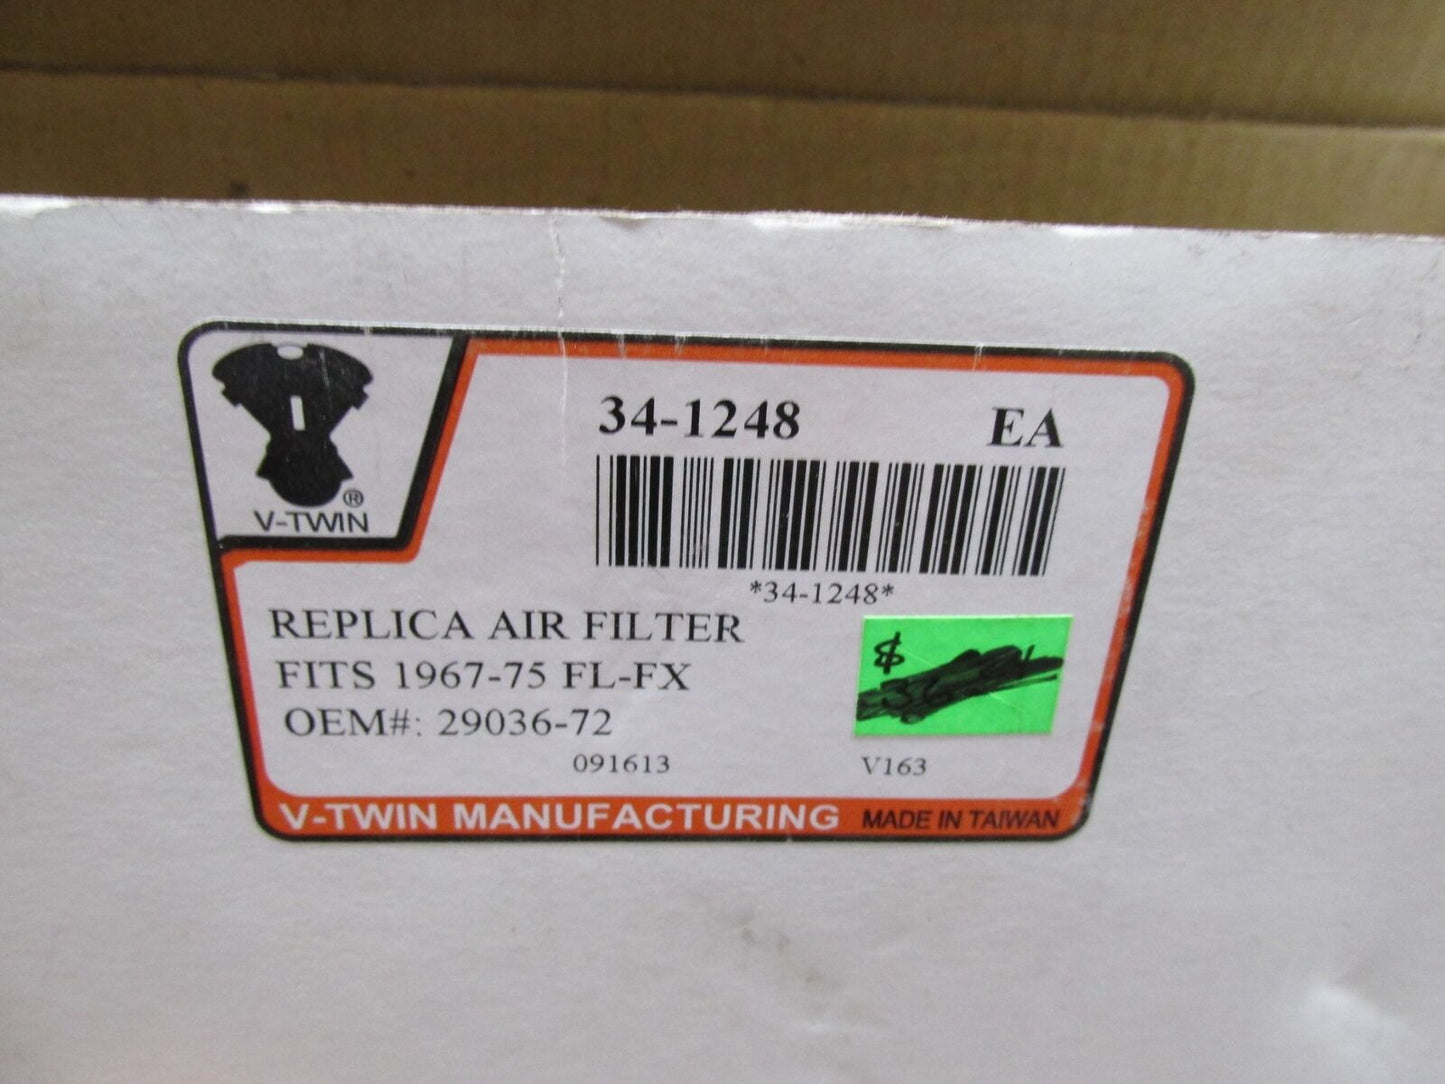 34-1248 EA
*34-1248*
® 
V-TWIN
REPLICA AIR FILTER
FITS 1967-75 FL-FX
OEM#: 29036-72
$
091613 V163
V-TWIN MANUFACTURING MADE IN TAIWAN